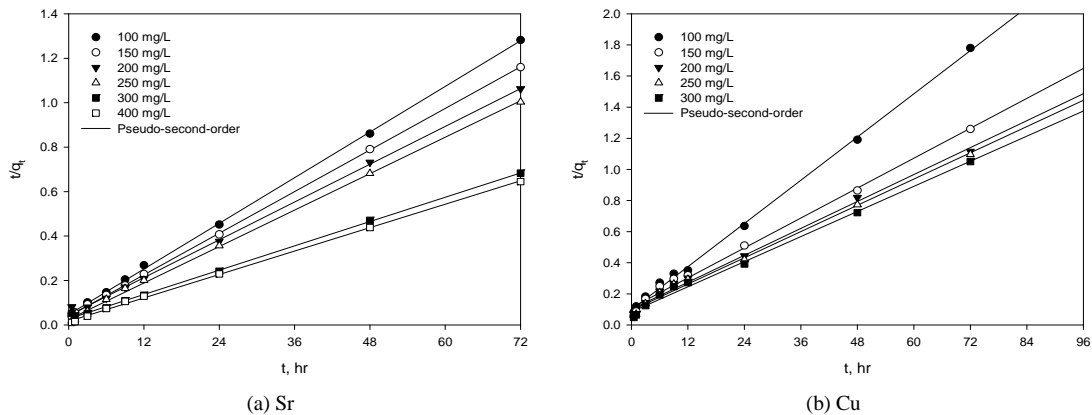 1.4
1.2
1.0
0.8
0.6
0.4
0.2
0.0
t/qt
100 mg/L
150 mg/L
200 mg/L
250 mg/L
300 mg/L
400 mg/L
Pseudo-second-order
0 12 24 36 48 60 72
t, hr
(a) Sr
2.0
1.8
1.6
1.4
1.2
1.0
0.8
0.6
0.4
0.2
0.0
t/qt
100 mg/L
150 mg/L
200 mg/L
250 mg/L
300 mg/L
Pseudo-second-order
0 12 24 36 48 60 72 84 96
t, hr
(b) Cu